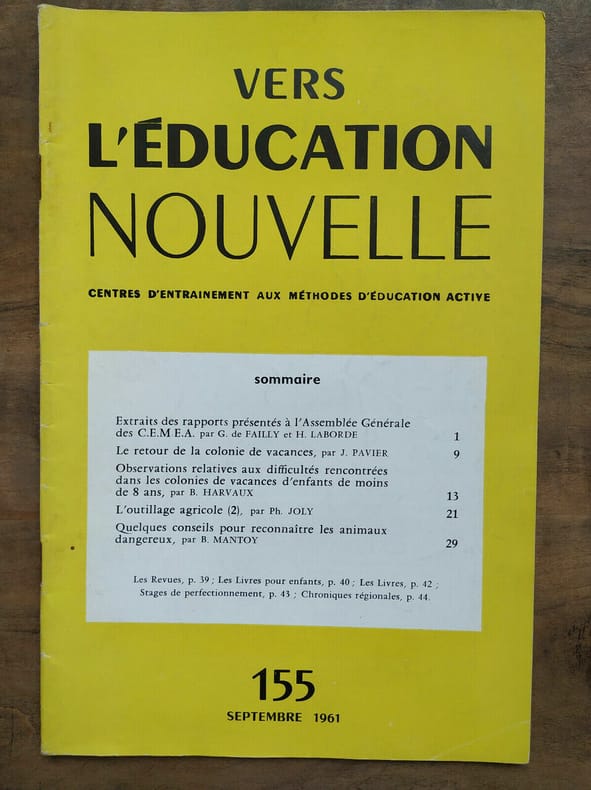 VERS
L'ÉDUCATION
NOUVELLE
CENTRES D'ENTRAINEMENT AUX MÉTHODES D'ÉDUCATION ACTIVE
sommaire
Extraits des rapports présentés à l'Assemblée Générale
des C.E.M E.A. par G. de FAILLY et H. LABORDE 1
Le retour de la colonie de vacances, par J. PAVIER 9
Observations relatives aux difficultés rencontrées
dans les colonies de vacances d'enfants de moins
de 8 ans, par B. HARVAUX 13
L'outillage agricole (2), par Ph. JOLY 21
Quelques conseils pour reconnaître les animaux
dangereux, par B. MANTOY 29
Les Revues, p. 39 ; Les Livres pour enfants, p. 40 ; Les Livres, p. 42 ;
Stages de perfectionnement, p. 43 ; Chroniques régionales, p. 44.
155
SEPTEMBRE 1961